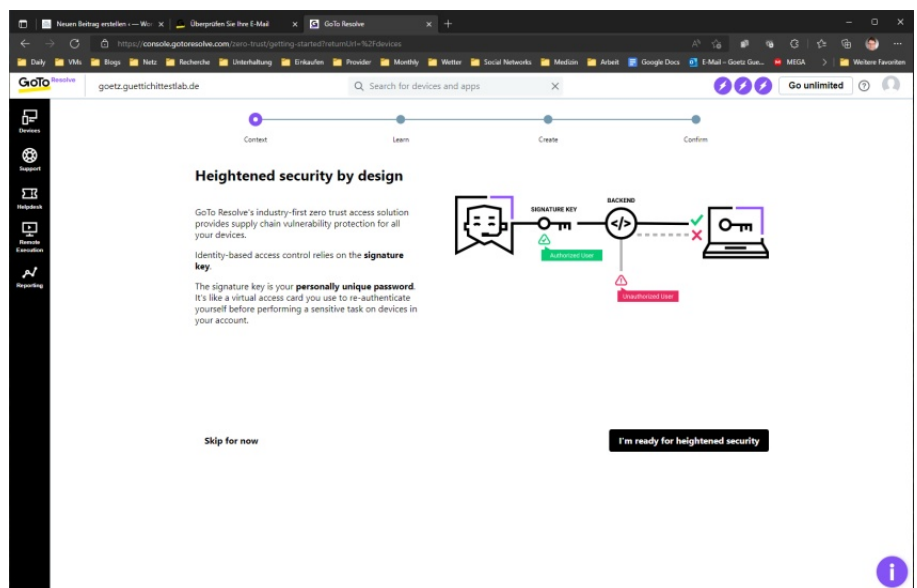 Neuen Beitrag erstellen ‹ — Wor
Überprüfen Sie Ihre E-Mail
GoTo Resolve
https://console.gotoresolve.com/zero-trust/getting-started?returnUrl=%2Fdevices
Daily
VMs
Blogs
Netz
Recherche
Unterhaltung
Einkaufen
Provider
Monthly
Wetter
Social Networks
Medizin
Arbeit
Google Docs
E-Mail – Goetz Gue...
MEGA
Weitere Favoriten
GoTo Resolve
goetz.guettichittestlab.de
Search for devices and apps
Go unlimited
Devices
Support
Helpdesk
Remote
Execution
Reporting
Context
Learn
Create
Confirm
Heightened security by design
GoTo Resolve's industry-first zero trust access solution
provides supply chain vulnerability protection for all
your devices.
Identity-based access control relies on the signature
key.
The signature key is your personally unique password.
It's like a virtual access card you use to re-authenticate
yourself before performing a sensitive task on devices in
your account.
SIGNATURE KEY
BACKEND
</>
Authorized User
Unauthorized User
Skip for now
I'm ready for heightened security